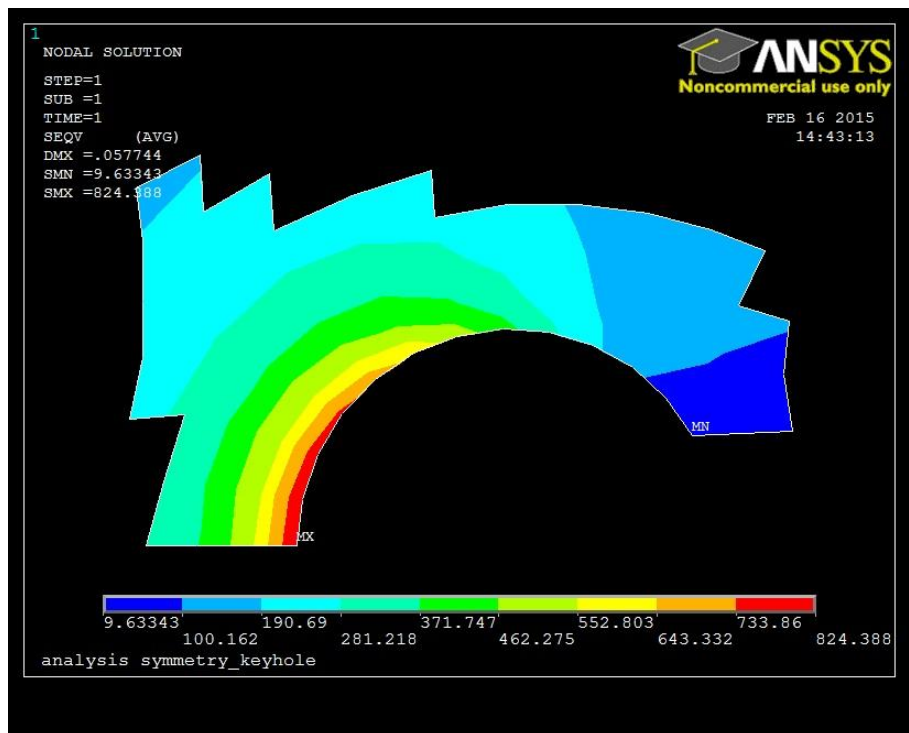 1
NODAL SOLUTION
STEP=1
SUB =1
TIME=1
SEQV (AVG)
DMX =.057744
SMN =9.63343
SMX =824.388
ANSYS
Noncommercial use only
FEB 16 2015
14:43:13
MN
MX
9.63343 190.69 371.747 552.803 733.86
100.162 281.218 462.275 643.332 824.388
analysis symmetry_keyhole